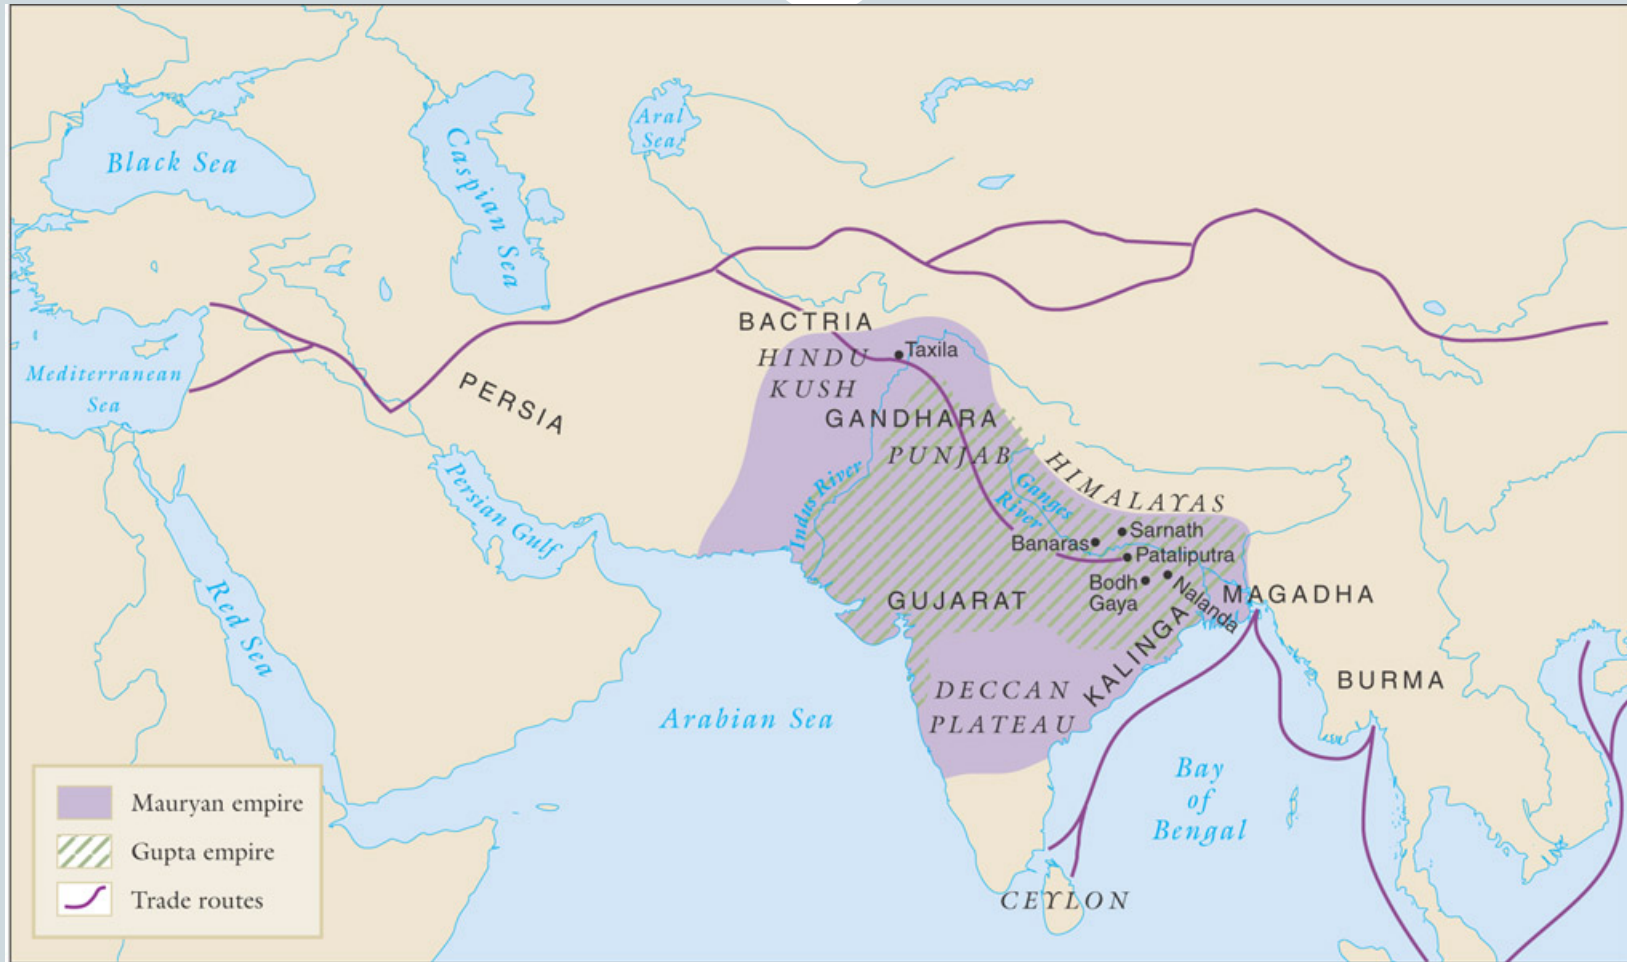 Black Sea
Caspian Sea
Aral
Sea
BACTRIA
Taxila
HINDU
KUSH
Mediterranean
Sea
PERSIA
GANDHARA
PUNJAB
HIMALAYAS
Indus River
Ganges
River
Persian Gulf
Sarnath
Banaras
Pataliputra
Bodh
Gaya
Nalanda
MAGADHA
GUJARAT
KALINGA
Red Sea
BURMA
DECCAN
PLATEAU
Arabian Sea
Bay
of
Bengal
CEYLON
Mauryan empire
Gupta empire
Trade routes